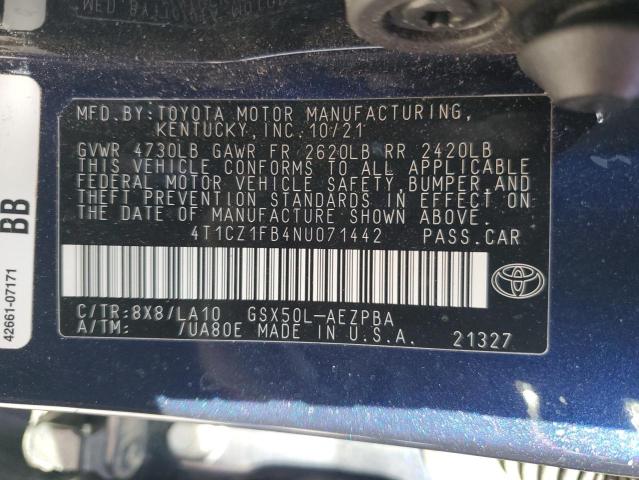 MFD. BY: TOYOTA MOTOR MANUFACTURING,
KENTUCKY, INC. 10/21
GVWR 4730LB GAWR FR 2620LB RR 2420LB
THIS VEHICLE CONFORMS TO ALL APPLICABLE
FEDERAL MOTOR VEHICLE SAFETY, BUMPER, AND
THEFT PREVENTION STANDARDS IN EFFECT ON
THE DATE OF MANUFACTURE SHOWN ABOVE.
4T1CZ1FB4NU071442 PASS. CAR
C/TR: 8X8/LA10 GSX50L-AEZPBA
A/TM: 7UA80E MADE IN U.S.A. 21327
BB
42661-07171